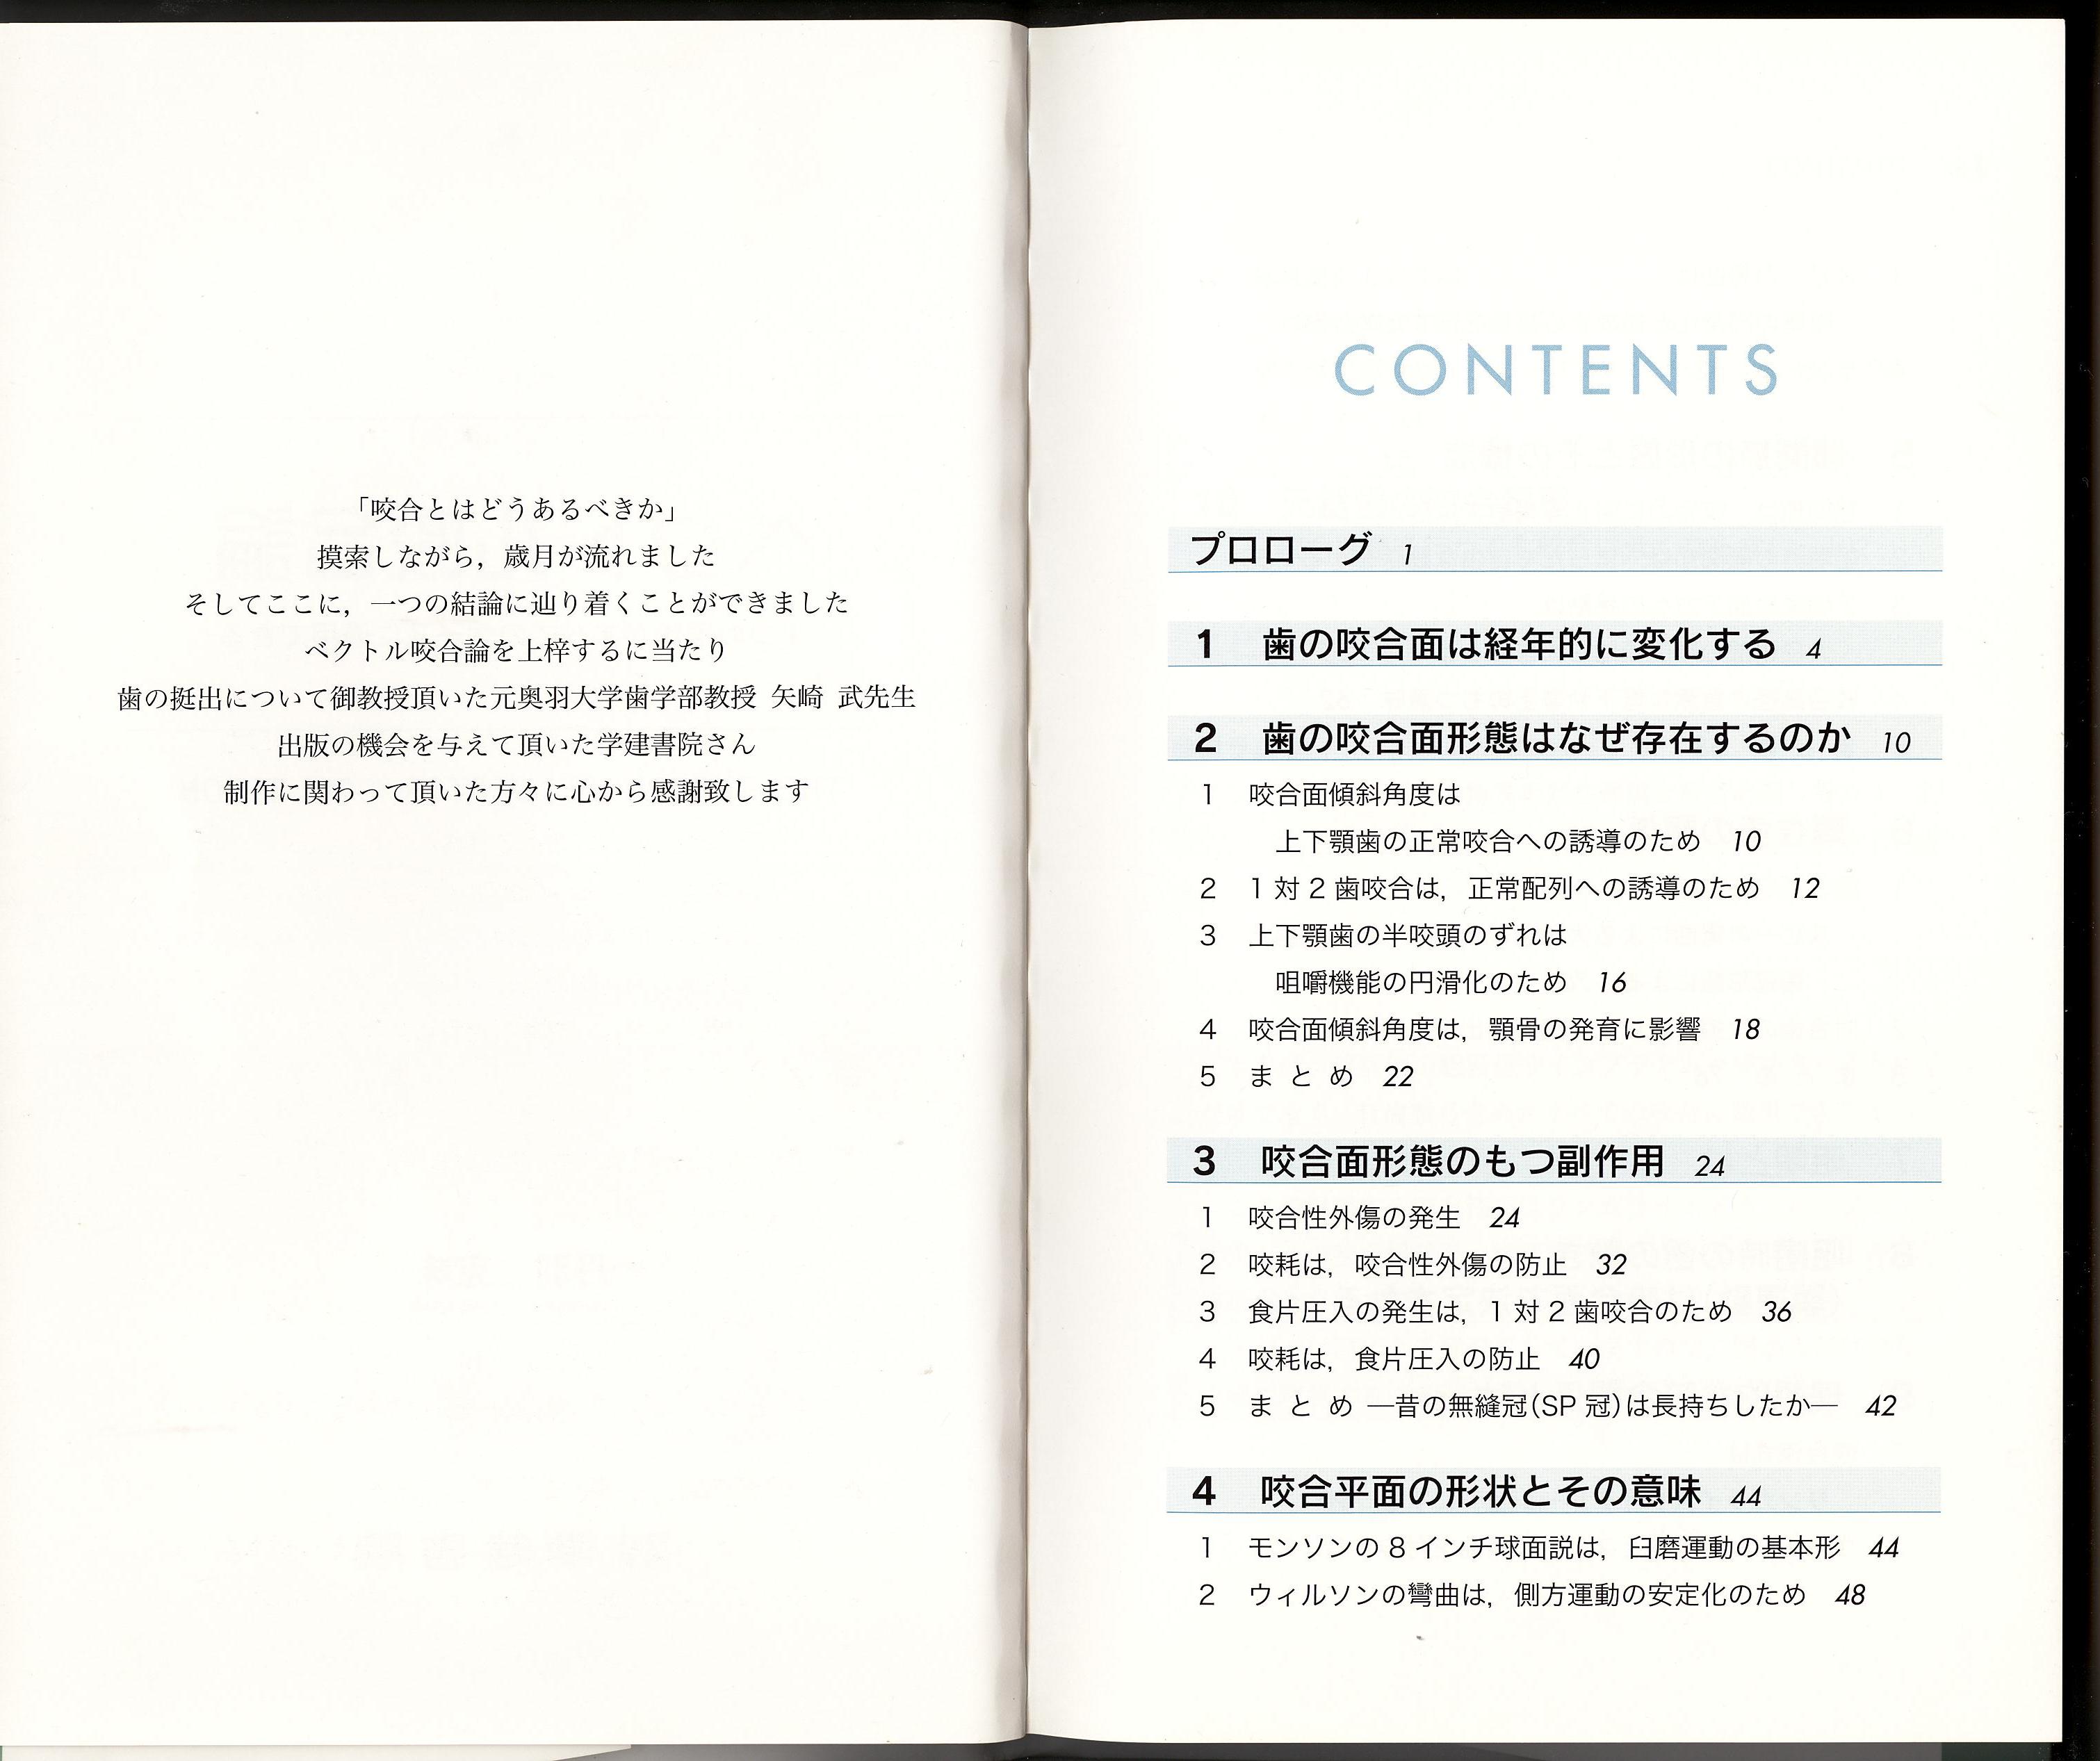 「咬合とはどうあるべきか」
摸索しながら，歳月が流れました
そしてここに，一つの結論に辿り着くことができました
ベクトル咬合論を上梓するに当たり
歯の挺出について御教授頂いた元奥羽大学歯学部教授 矢崎 武先生
出版の機会を与えて頂いた学建書院さん
制作に関わって頂いた方々に心から感謝致します
CONTENTS
プロローグ 1
1 歯の咬合面は経年的に変化する 4
2 歯の咬合面形態はなぜ存在するのか 10
1 咬合面傾斜角度は
上下顎歯の正常咬合への誘導のため 10
2 1対2歯咬合は，正常配列への誘導のため 12
3 上下顎歯の半咬頭のずれは
咀嚼機能の円滑化のため 16
4 咬合面傾斜角度は，顎骨の発育に影響 18
5 ま と め 22
3 咬合面形態のもつ副作用 24
1 咬合性外傷の発生 24
2 咬耗は，咬合性外傷の防止 32
3 食片圧入の発生は，1対2歯咬合のため 36
4 咬耗は，食片圧入の防止 40
5 ま と め ―昔の無縫冠(SP冠)は長持ちしたか― 42
4 咬合平面の形状とその意味 44
1 モンソンの8インチ球面説は，臼磨運動の基本形 44
2 ウィルソンの彎曲は，側方運動の安定化のため 48